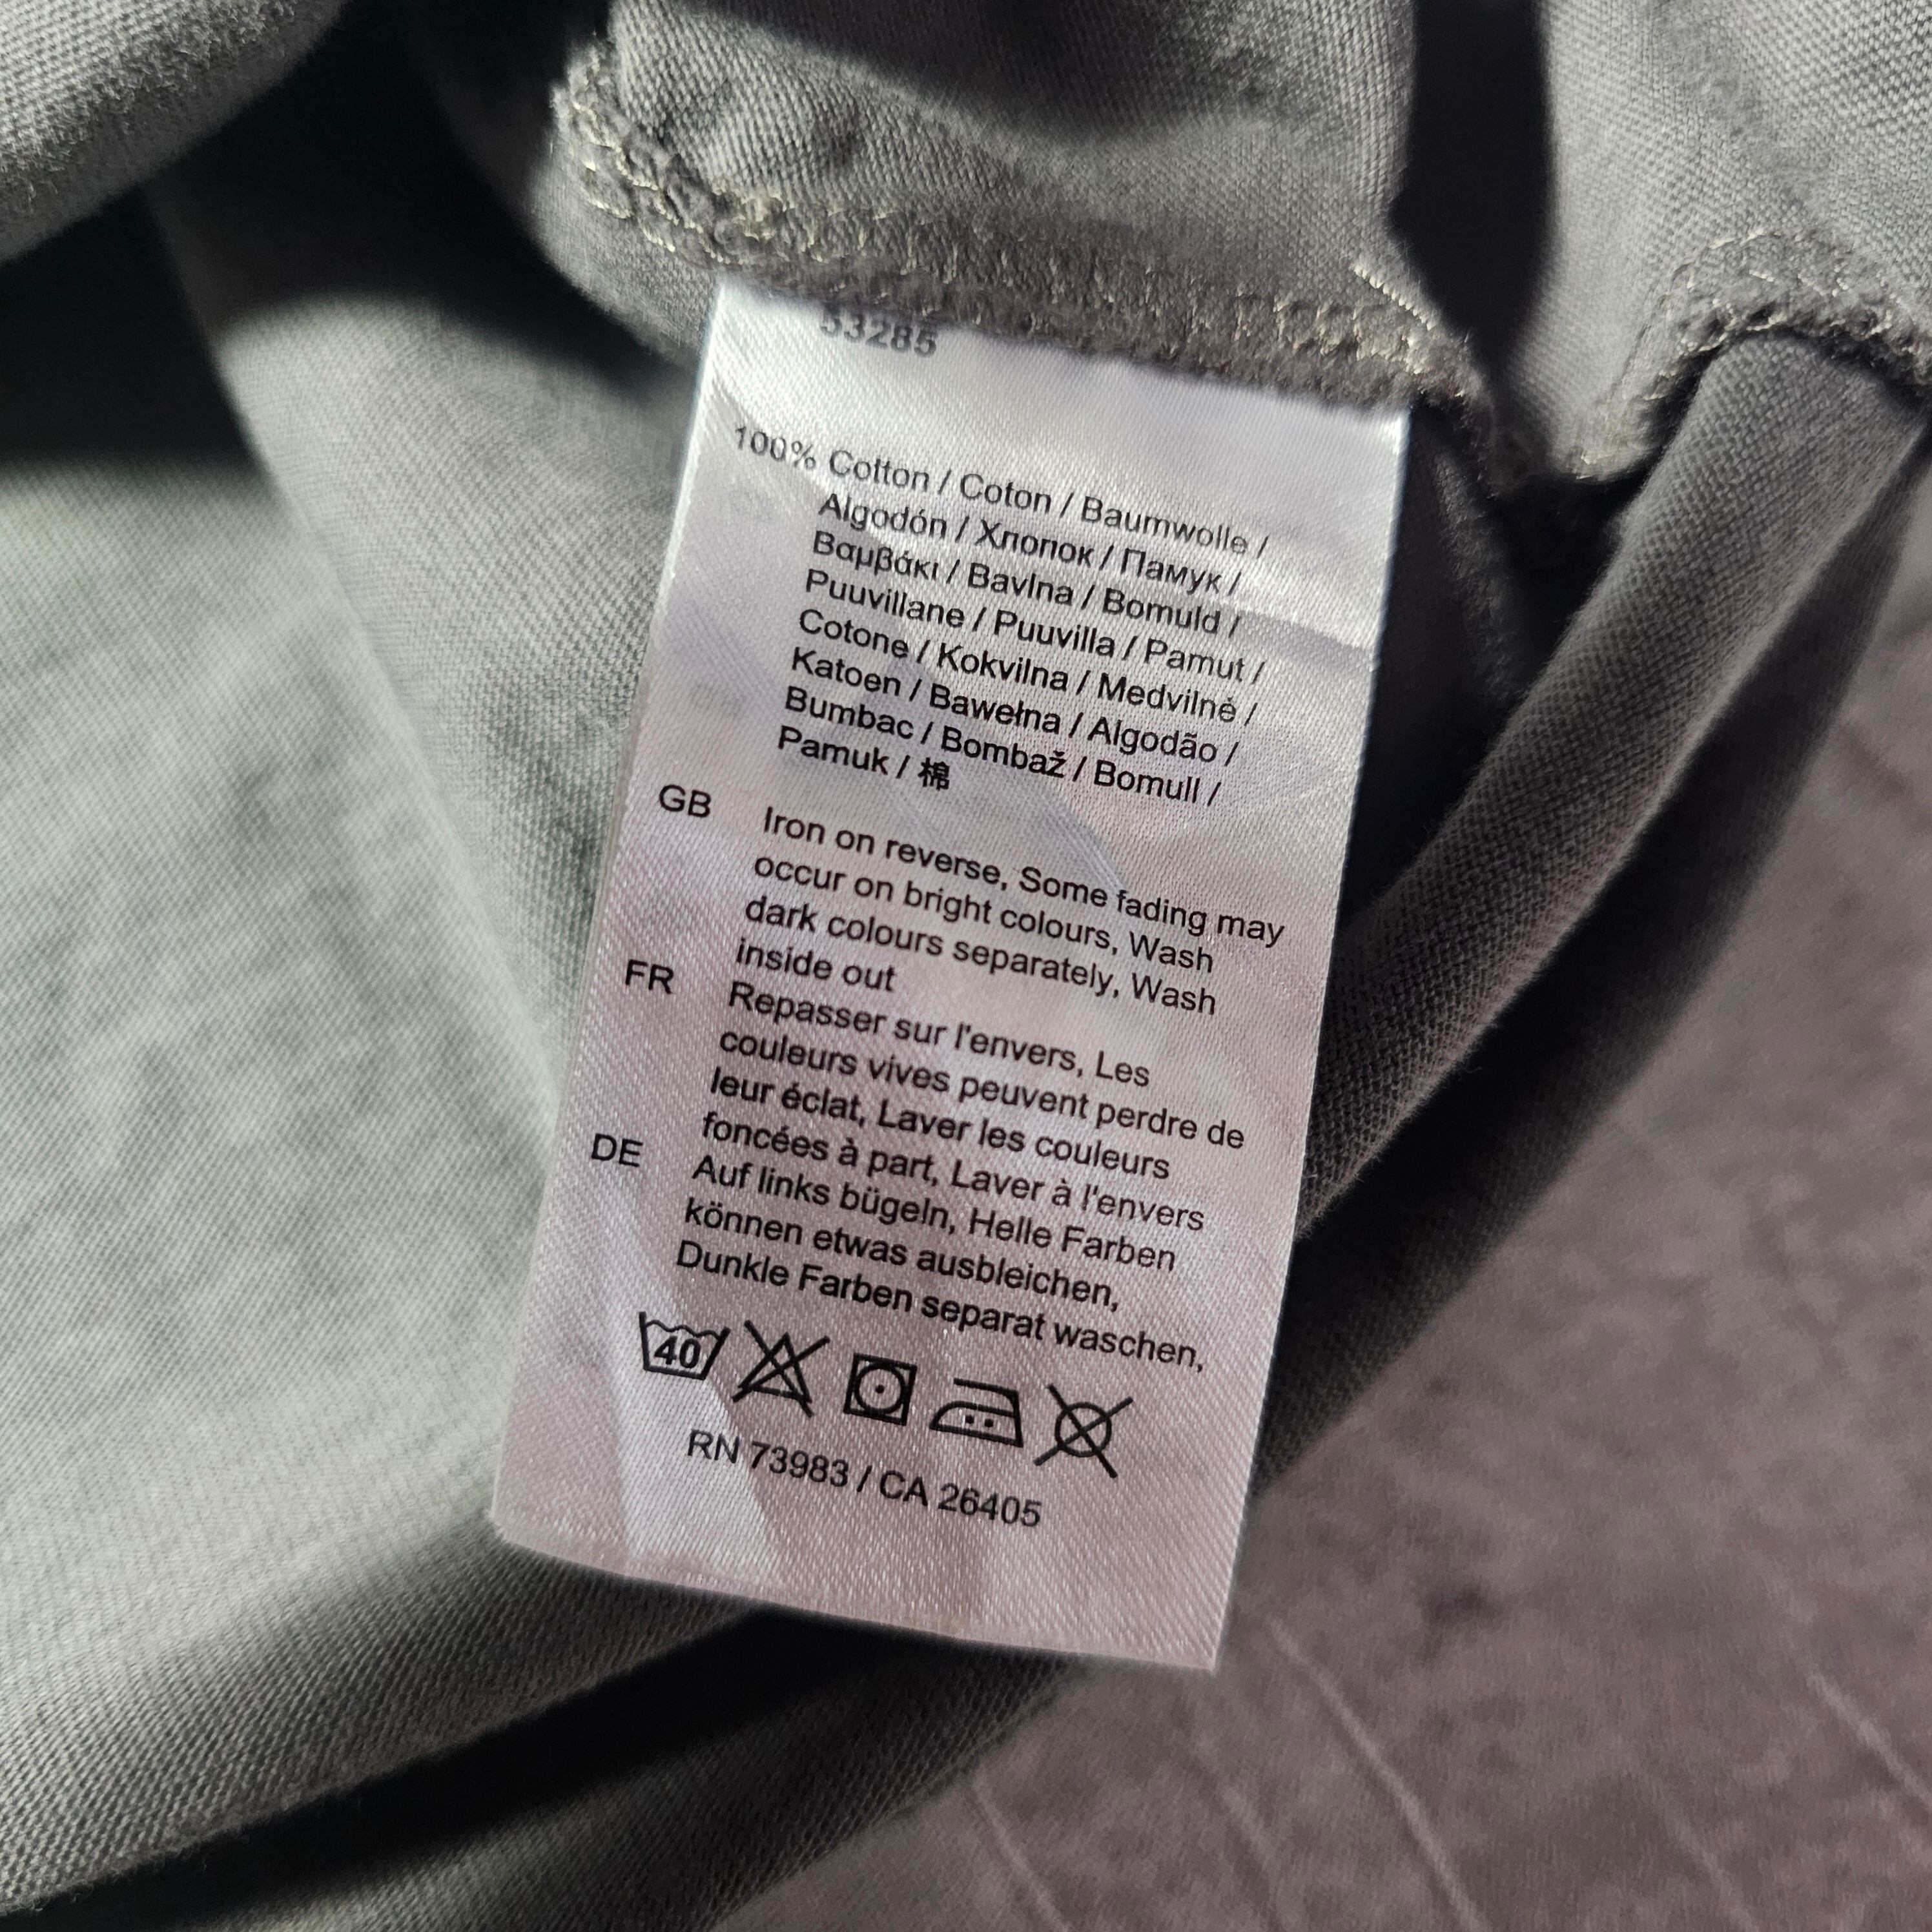 53285
100% Cotton / Coton / Baumwolle /
Algodón / Хлопок / Памук /
Βαμβάκι / Bavlna / Bomuld /
Puuvillane / Puuvilla / Pamut /
Cotone / Kokvilna / Medvilnė /
Katoen / Bawełna / Algodão /
Bumbac / Bombaž / Bomull /
Pamuk / 棉
GB Iron on reverse, Some fading may
occur on bright colours, Wash
dark colours separately, Wash
inside out
FR Repasser sur l'envers, Les
couleurs vives peuvent perdre de
leur éclat, Laver les couleurs
foncées à part, Laver à l'envers
DE Auf links bügeln, Helle Farben
können etwas ausbleichen,
Dunkle Farben separat waschen,
40
RN 73983 / CA 26405